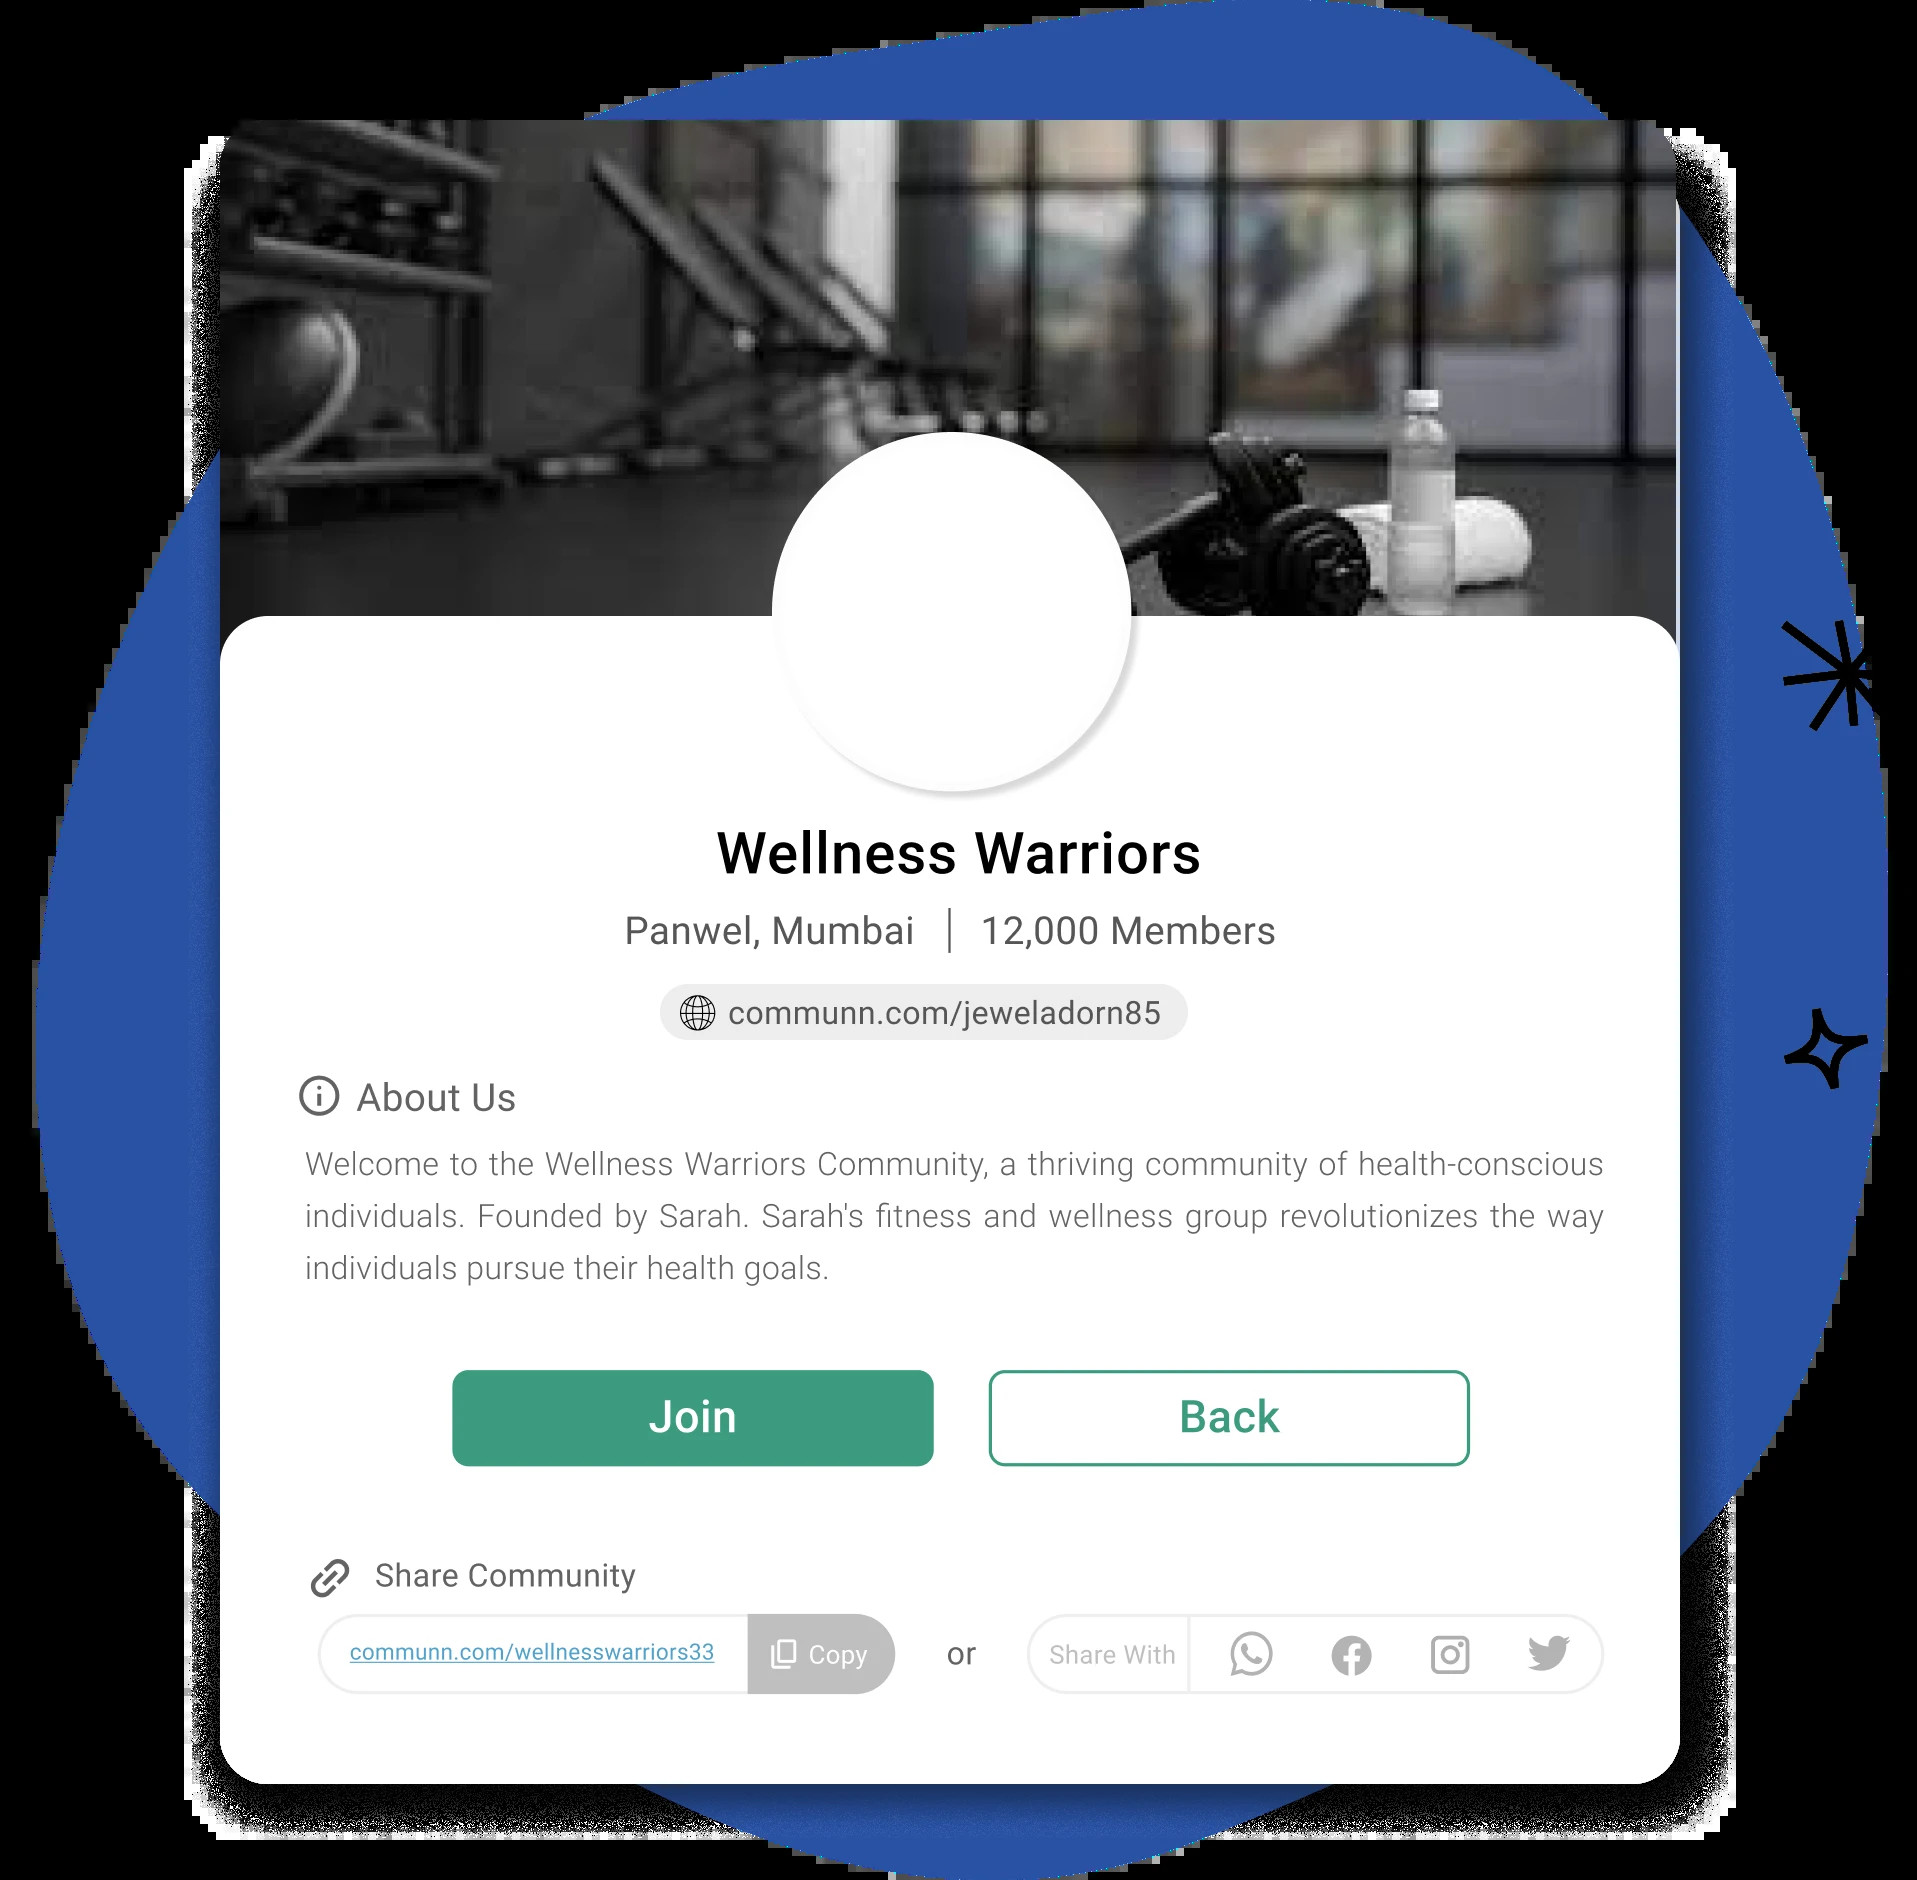 Wellness Warriors
Panwel, Mumbai | 12,000 Members
communn.com/jeweladorn85
About Us
Welcome to the Wellness Warriors Community, a thriving community of health-conscious
individuals. Founded by Sarah. Sarah's fitness and wellness group revolutionizes the way
individuals pursue their health goals.
Join
Back
Share Community
communn.com/wellnesswarriors33
Copy
or
Share With